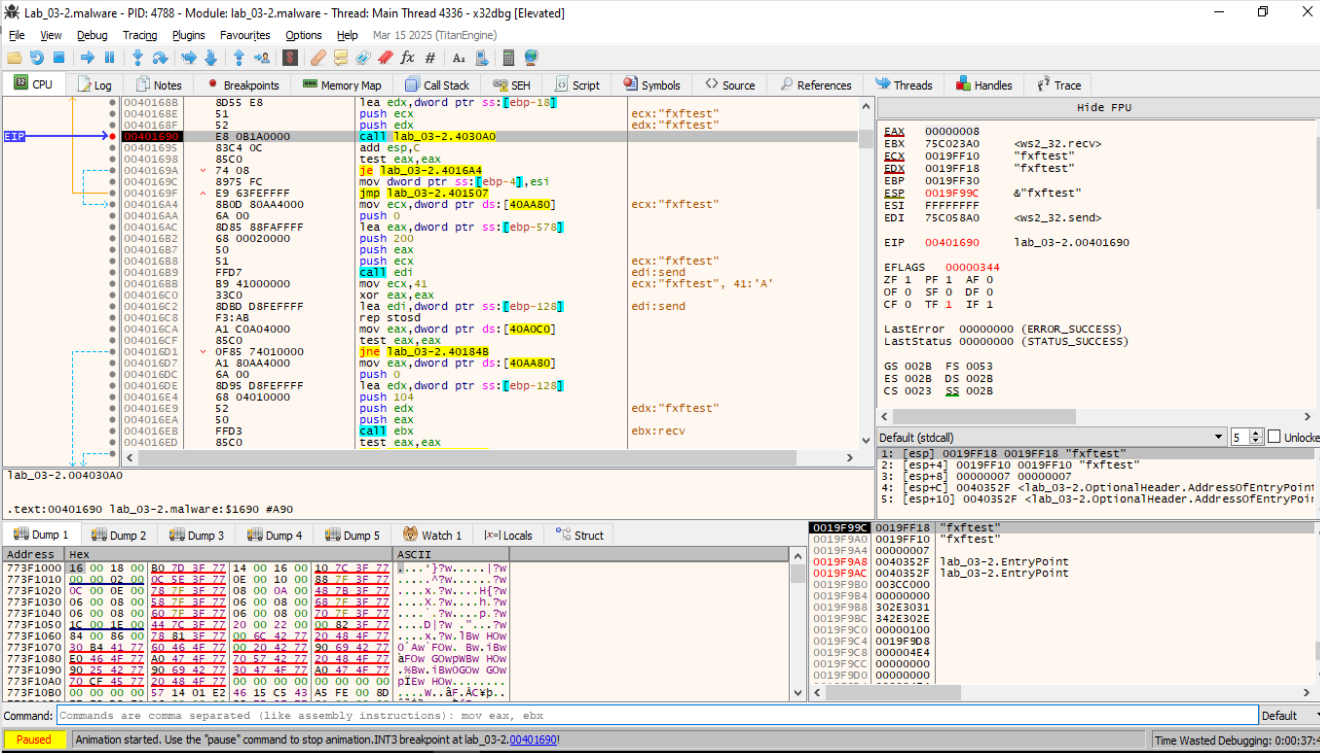 Lab_03-2.malware - PID: 4788 - Module: lab_03-2.malware - Thread: Main Thread 4336 - x32dbg [Elevated]
File View Debug Tracing Plugins Favourites Options Help Mar 15 2025 (TitanEngine)
CPU Log Notes Breakpoints Memory Map Call Stack SEH Script Symbols Source References Threads Handles Trace
0040168B 8D55 E8 lea edx,dword ptr ss:[ebp-18]
0040168E 51 push ecx ecx:"fxftest"
0040168F 52 push edx edx:"fxftest"
EIP 00401690 E8 0B1A0000 call lab_03-2.4030A0
00401695 83C4 0C add esp,C
00401698 85C0 test eax,eax
0040169A 74 08 je lab_03-2.4016A4
0040169C 8975 FC mov dword ptr ss:[ebp-4],esi
0040169F E9 63FEFFFF jmp lab_03-2.401507
004016A4 8B0D 80AA4000 mov ecx,dword ptr ds:[40AA80] ecx:"fxftest"
004016AA 6A 00 push 0
004016AC 8D85 88FAFFFF lea eax,dword ptr ss:[ebp-578]
004016B2 68 00020000 push 200
004016B7 50 push eax
004016B8 51 push ecx ecx:"fxftest"
004016B9 FFD7 call edi edi:send
004016BB B9 41000000 mov ecx,41 ecx:"fxftest", 41:'A'
004016C0 33C0 xor eax,eax
004016C2 8DBD D8FEFFFF lea edi,dword ptr ss:[ebp-128] edi:send
004016C8 F3:AB rep stosd
004016CA A1 C0A04000 mov eax,dword ptr ds:[40A0C0]
004016CF 85C0 test eax,eax
004016D1 0F85 74010000 jne lab_03-2.40184B
004016D7 A1 80AA4000 mov eax,dword ptr ds:[40AA80]
004016DC 6A 00 push 0
004016DE 8D95 D8FEFFFF lea edx,dword ptr ss:[ebp-128]
004016E4 68 04010000 push 104
004016E9 52 push edx edx:"fxftest"
004016EA 50 push eax
004016EB FFD3 call ebx ebx:recv
004016ED 85C0 test eax,eax
Hide FPU
EAX 00000008
EBX 75C023A0 <ws2_32.recv>
ECX 0019FF10 "fxftest"
EDX 0019FF18 "fxftest"
EBP 0019FF30
ESP 0019F99C &"fxftest"
ESI FFFFFFFF
EDI 75C058A0 <ws2_32.send>
EIP 00401690 lab_03-2.00401690
EFLAGS 00000344
ZF 1 PF 1 AF 0
OF 0 SF 0 DF 0
CF 0 TF 1 IF 1
LastError 00000000 (ERROR_SUCCESS)
LastStatus 00000000 (STATUS_SUCCESS)
GS 002B FS 0053
ES 002B DS 002B
CS 0023 SS 002B
Default (stdcall) 5 Unlocke
1: [esp] 0019FF18 0019FF18 "fxftest"
2: [esp+4] 0019FF10 0019FF10 "fxftest"
3: [esp+8] 00000007 00000007
4: [esp+C] 0040352F <lab_03-2.OptionalHeader.AddressOfEntryPoint
5: [esp+10] 0040352F <lab_03-2.OptionalHeader.AddressOfEntryPoin
lab_03-2.004030A0
.text:00401690 lab_03-2.malware:$1690 #A90
Dump 1 Dump 2 Dump 3 Dump 4 Dump 5 Watch 1 [x=] Locals Struct
Address Hex ASCII
773F1000 16 00 18 00 B0 7D 3F 77 14 00 16 00 10 7C 3F 77 ....°}?w.....|?w
773F1010 00 00 02 00 0C 5E 3F 77 0E 00 10 00 88 7F 3F 77 .....^?w......?w
773F1020 0C 00 0E 00 78 7F 3F 77 08 00 0A 00 48 7B 3F 77 ....x.?w....H{?w
773F1030 06 00 08 00 58 7F 3F 77 06 00 08 00 68 7F 3F 77 ....X.?w....h.?w
773F1040 06 00 08 00 60 7F 3F 77 06 00 08 00 70 7F 3F 77 ....`.?w....p.?w
773F1050 1C 00 1E 00 44 7C 3F 77 20 00 22 00 00 82 3F 77 ....D|?w ."...?w
773F1060 84 00 86 00 78 81 3F 77 00 6C 42 77 20 48 4F 77 ....x.?w.lBw HOw
773F1070 30 B4 41 77 60 46 4F 77 00 20 42 77 90 69 42 77 0´Aw`FOw. Bw.iBw
773F1080 E0 46 4F 77 A0 47 4F 77 70 57 42 77 20 48 4F 77 àFOw GOwpWBw HOw
773F1090 90 25 42 77 90 69 42 77 30 47 4F 77 A0 47 4F 77 .%Bw.iBw0GOw GOw
773F10A0 70 CF 45 77 20 48 4F 77 00 00 00 00 00 00 00 00 pÏEw HOw........
773F10B0 00 00 00 00 57 14 01 E2 46 15 C5 43 A5 FE 00 8D ....W..âF.ÅC¥þ..
0019F99C 0019FF18 "fxftest"
0019F9A0 0019FF10 "fxftest"
0019F9A4 00000007
0019F9A8 0040352F lab_03-2.EntryPoint
0019F9AC 0040352F lab_03-2.EntryPoint
0019F9B0 003CC000
0019F9B4 00000000
0019F9B8 302E3031
0019F9BC 342E302E
0019F9C0 00000100
0019F9C4 0019F9D8
0019F9C8 000004E4
0019F9CC 00000000
0019F9D0 00000000
Command: Commands are comma separated (like assembly instructions): mov eax, ebx Default
Paused Animation started. Use the "pause" command to stop animation.INT3 breakpoint at lab_03-2.00401690! Time Wasted Debugging: 0:00:37:4